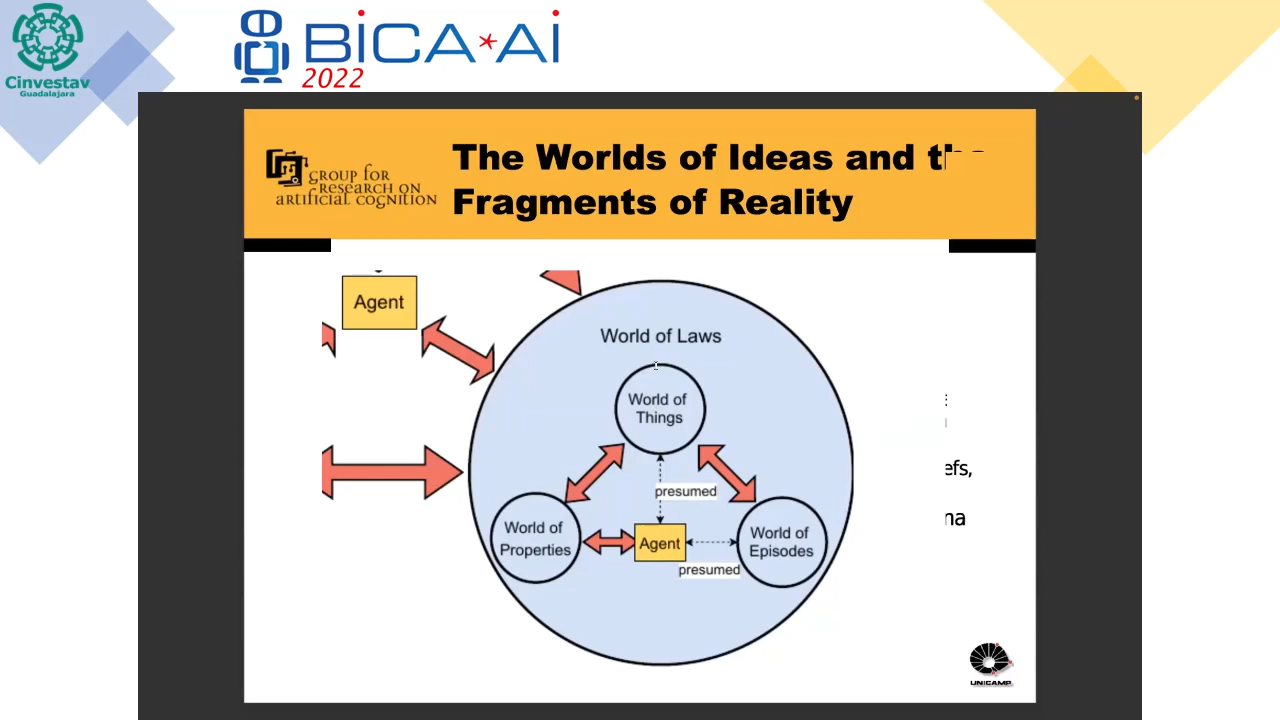 Cinvestav
Guadalajara
BiCA*Ai
2022
GROUP FOR
RESEARCH ON
ARTIFICIAL COGNITION
The Worlds of Ideas and
Fragments of Reality
Agent
World of Laws
World of
Things
presumed
World of
Properties
Agent
World of
Episodes
presumed
efs,
na
UNICAMP